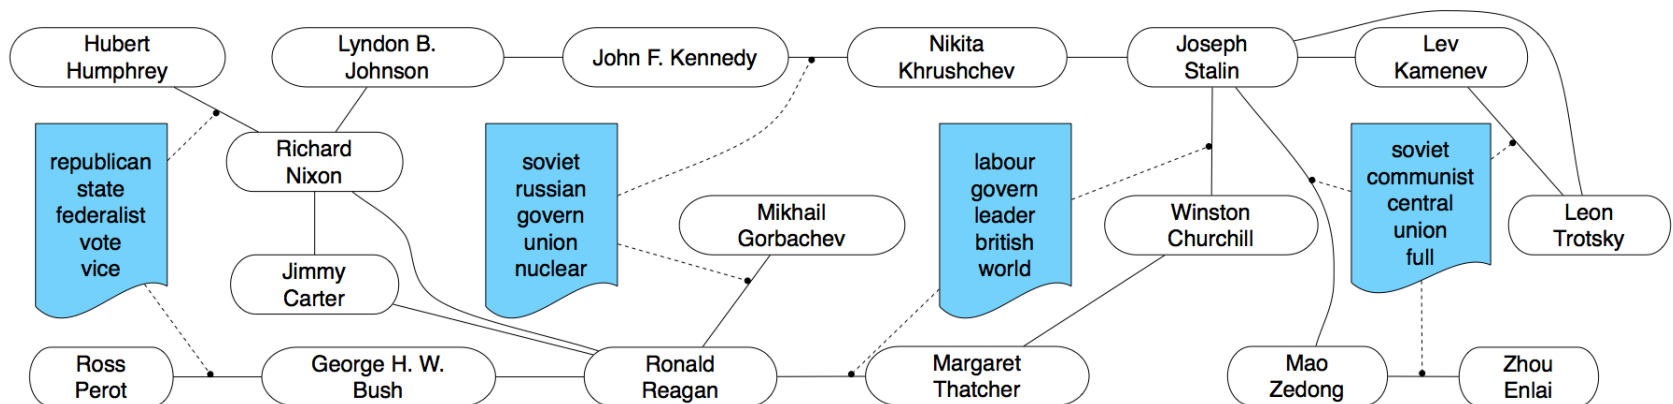 Hubert
Humphrey
Lyndon B.
Johnson
John F. Kennedy
Nikita
Khrushchev
Joseph
Stalin
Lev
Kamenev
republican
state
federalist
vote
vice
Richard
Nixon
soviet
russian
govern
union
nuclear
Mikhail
Gorbachev
labour
govern
leader
british
world
Winston
Churchill
soviet
communist
central
union
full
Leon
Trotsky
Jimmy
Carter
Ross
Perot
George H. W.
Bush
Ronald
Reagan
Margaret
Thatcher
Mao
Zedong
Zhou
Enlai